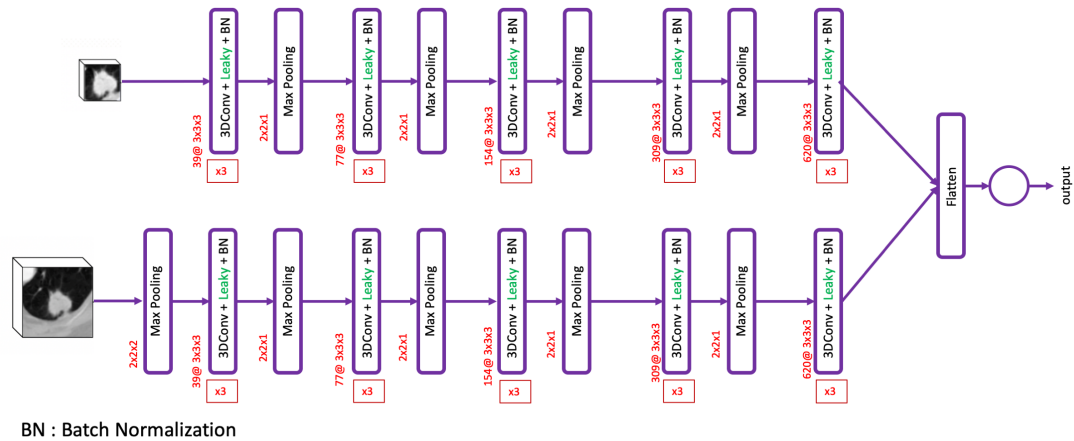 3DConv + Leaky + BN
39@ 3x3x3
x3
Max Pooling
2x2x1
3DConv + Leaky + BN
77@ 3x3x3
x3
Max Pooling
2x2x1
3DConv + Leaky + BN
154@ 3x3x3
x3
Max Pooling
2x2x1
3DConv + Leaky + BN
309@ 3x3x3
x3
Max Pooling
2x2x1
3DConv + Leaky + BN
620@ 3x3x3
x3
Flatten
output
Max Pooling
2x2x2
3DConv + Leaky + BN
39@ 3x3x3
x3
Max Pooling
2x2x1
3DConv + Leaky + BN
77@ 3x3x3
x3
Max Pooling
2x2x1
3DConv + Leaky + BN
154@ 3x3x3
x3
Max Pooling
2x2x1
3DConv + Leaky + BN
309@ 3x3x3
x3
Max Pooling
2x2x1
3DConv + Leaky + BN
620@ 3x3x3
x3
BN : Batch Normalization